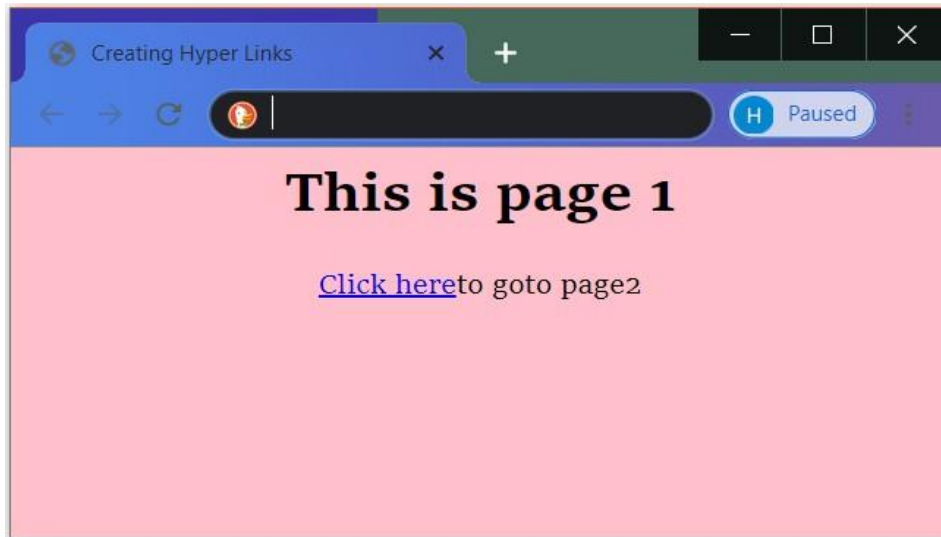 Creating Hyper Links
H Paused
This is page 1
Click hereto goto page2